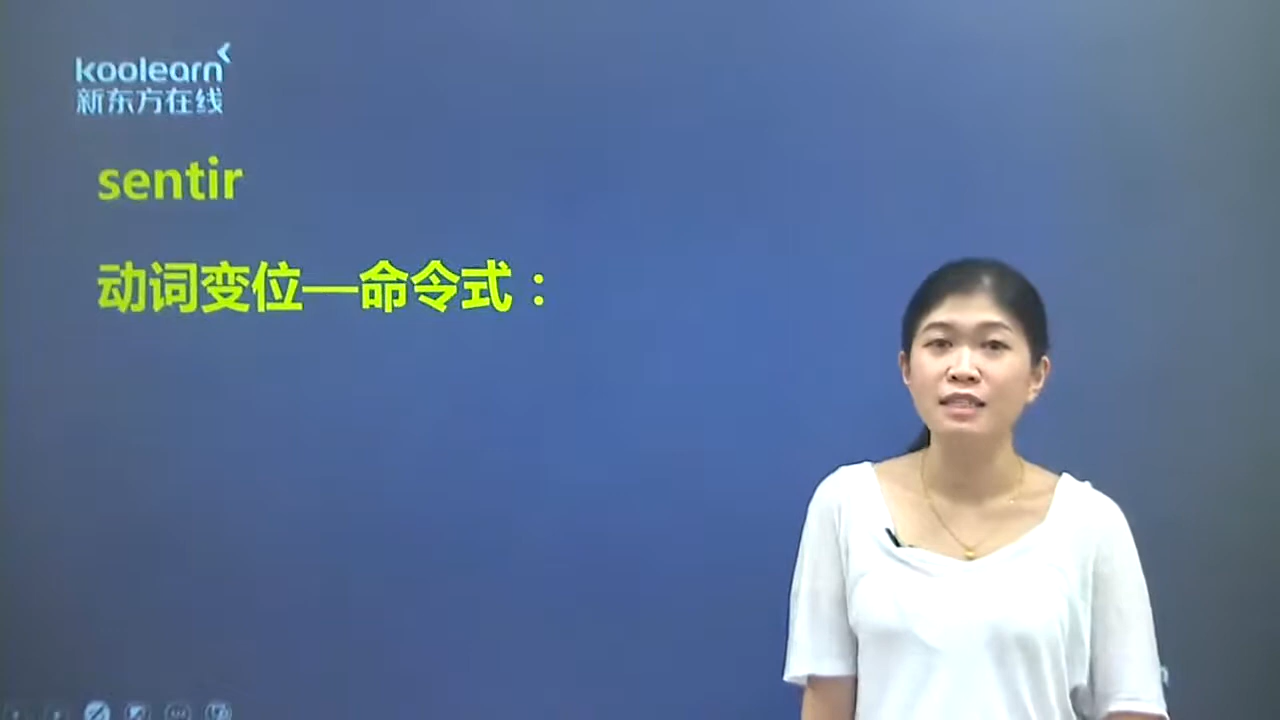 koolearn
新东方在线
sentir
动词变位—命令式：